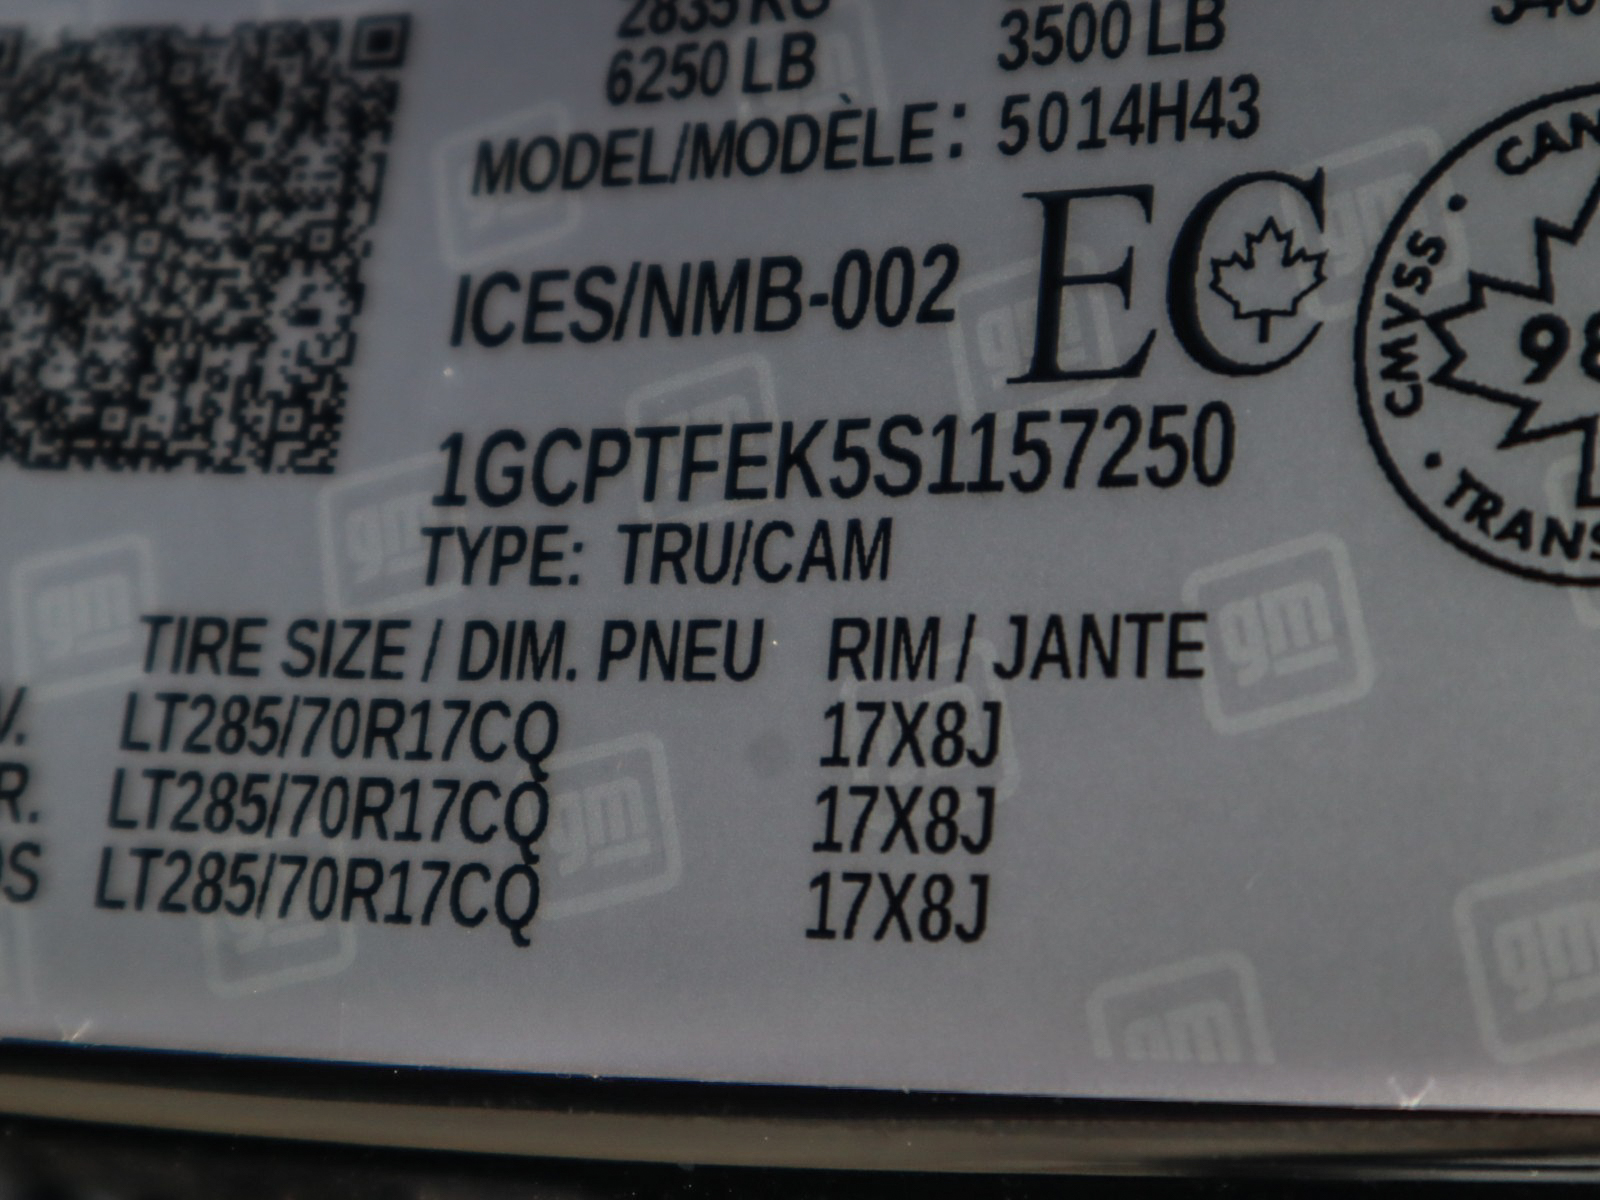 6250 LB 3500 LB
MODEL/MODÈLE: 5014H43
ICES/NMB-002 EC
1GCPTFEK5S1157250
TYPE: TRU/CAM
TIRE SIZE / DIM. PNEU RIM / JANTE
LT285/70R17CQ 17X8J
LT285/70R17CQ 17X8J
LT285/70R17CQ 17X8J
CMVSS
gm